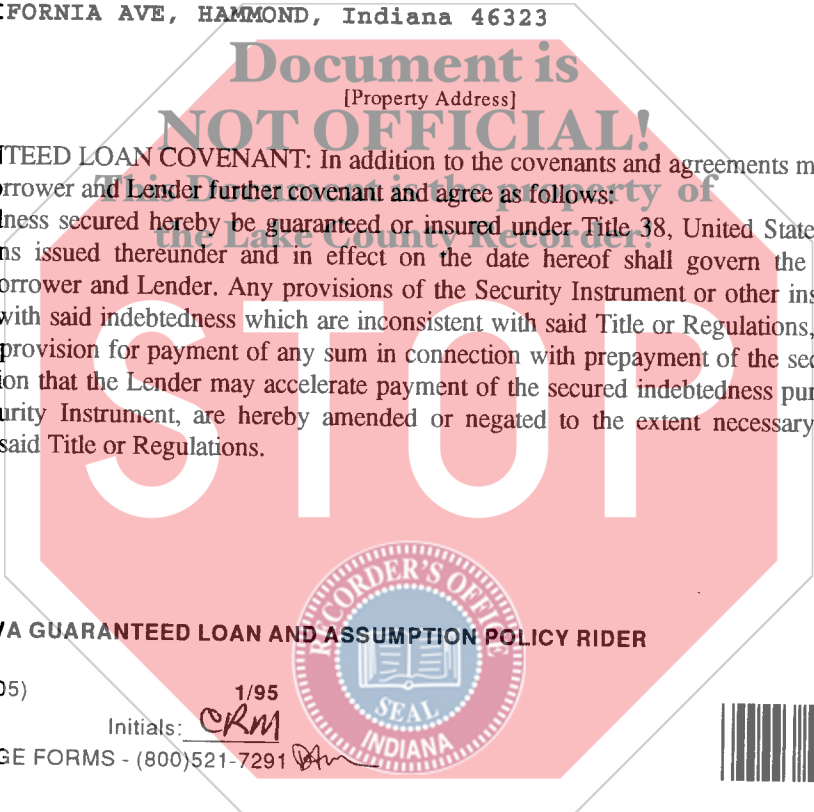 IFORNIA AVE, HAMMOND, Indiana 46323
Document is
[Property Address]
NOT OFFICIAL!
TEED LOAN COVENANT: In addition to the covenants and agreements m
rrower and Lender further covenant and agree as follows:
This Document is the property of
lness secured hereby be guaranteed or insured under Title 38, United State
the Lake County Recorder!
ns issued thereunder and in effect on the date hereof shall govern the
orrower and Lender. Any provisions of the Security Instrument or other ins
with said indebtedness which are inconsistent with said Title or Regulations,
provision for payment of any sum in connection with prepayment of the sec
ion that the Lender may accelerate payment of the secured indebtedness pur
urity Instrument, are hereby amended or negated to the extent necessary
said Title or Regulations.
STOP
RECORDER'S OFFICE
/A GUARANTEED LOAN AND ASSUMPTION POLICY RIDER
05) 1/95
Initials: CRM
SEAL
INDIANA
GE FORMS - (800)521-7291